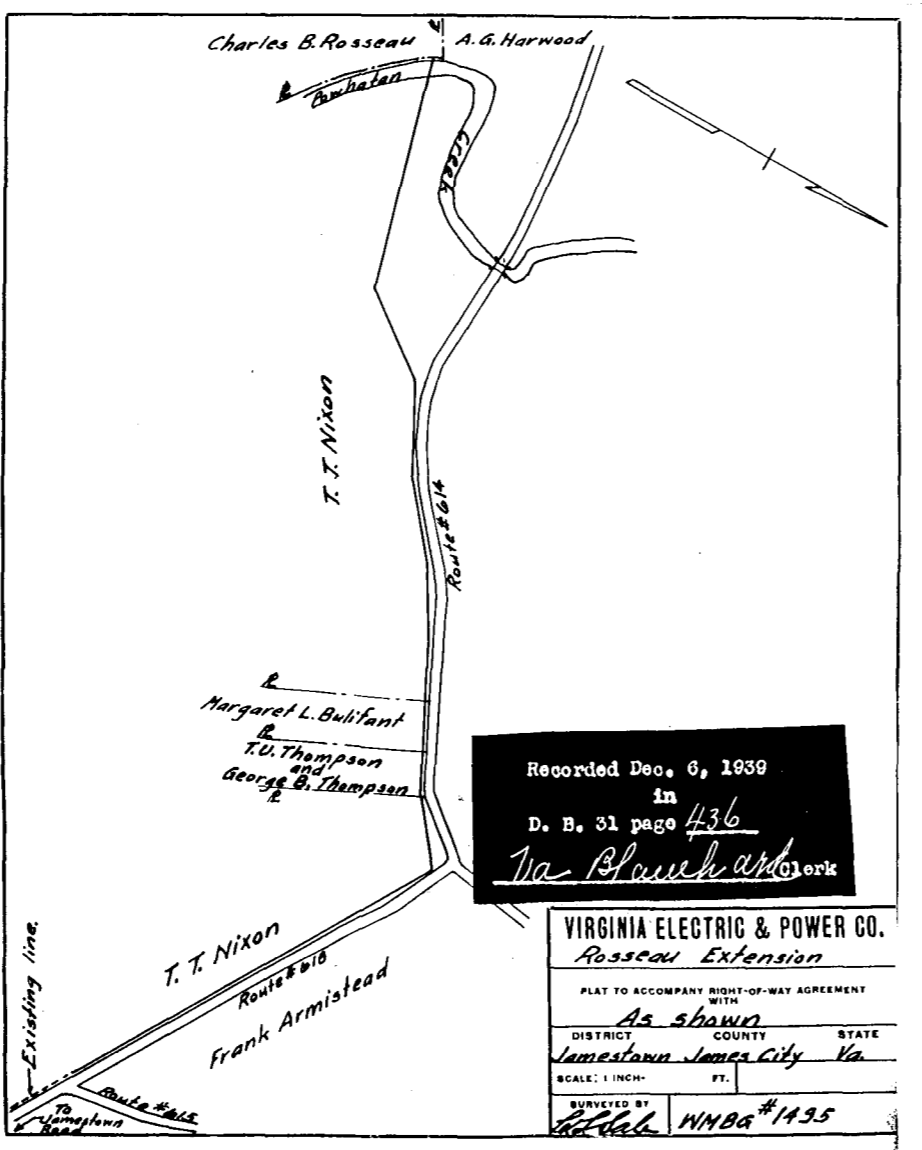 Charles B. Rosseau
A. G. Harwood
Powhatan
Creek
T. T. Nixon
Route #614
Margaret L. Bulifant
T. U. Thompson
and
George B. Thompson
Recorded Dec. 6, 1939
in
D. B. 31 page 436
Va Blanchard Clerk
T. T. Nixon
Route #618
Frank Armistead
Existing line.
Route #615
To
Jamestown
Road
VIRGINIA ELECTRIC & POWER CO.
Rosseau Extension
PLAT TO ACCOMPANY RIGHT-OF-WAY AGREEMENT
WITH
As shown
DISTRICT COUNTY STATE
Jamestown James City Va.
SCALE: 1 INCH- FT.
SURVEYED BY
WMBG #1495